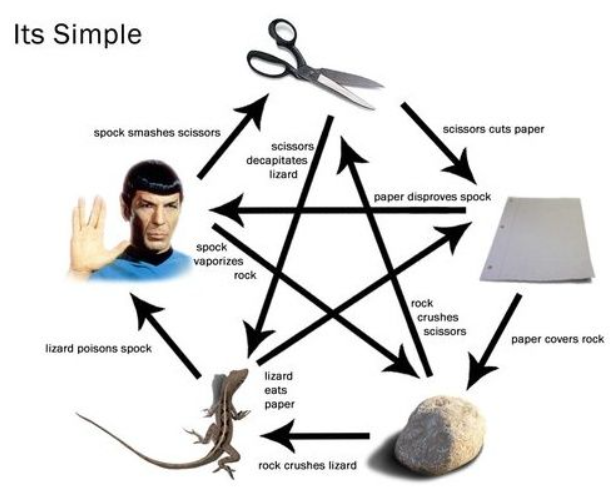 Its Simple
spock smashes scissors
scissors
decapitates
lizard
scissors cuts paper
paper disproves spock
spock
vaporizes
rock
rock
crushes
scissors
paper covers rock
lizard poisons spock
lizard
eats
paper
rock crushes lizard